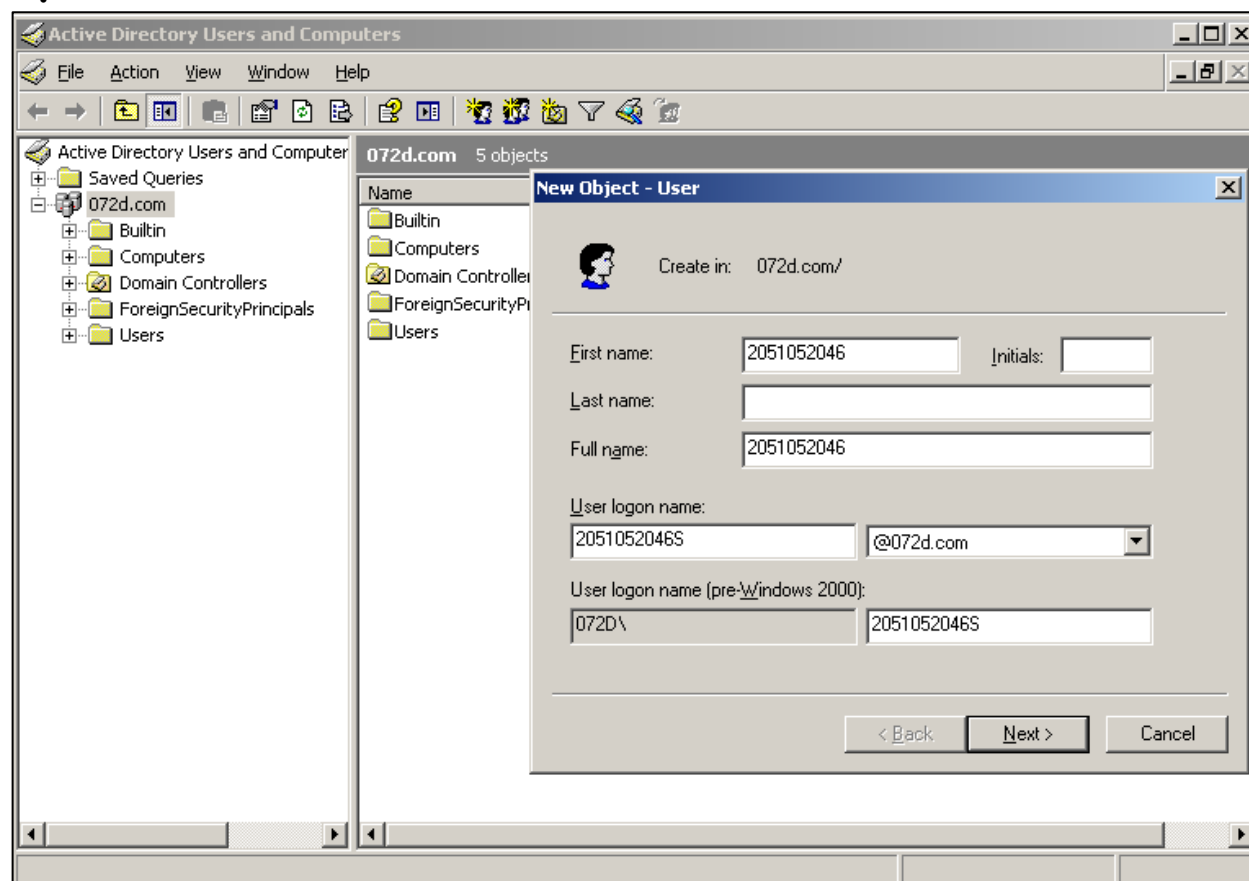 Active Directory Users and Computers
File Action View Window Help
Active Directory Users and Computer
Saved Queries
072d.com
Builtin
Computers
Domain Controllers
ForeignSecurityPrincipals
Users
072d.com 5 objects
Name
Builtin
Computers
Domain Controller
ForeignSecurityPr
Users
New Object - User
Create in: 072d.com/
First name: 2051052046 Initials:
Last name:
Full name: 2051052046
User logon name:
2051052046S @072d.com
User logon name (pre-Windows 2000):
072D\ 2051052046S
< Back Next > Cancel